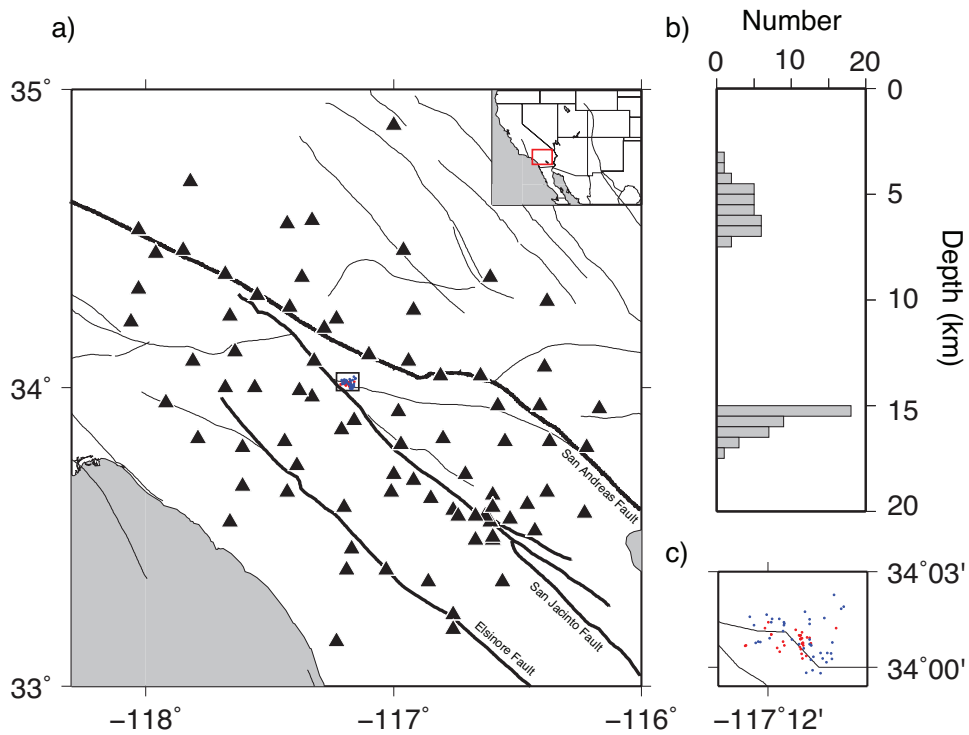 a)
35˚
34˚
33˚
−118˚
−117˚
−116˚
San Andreas Fault
San Jacinto Fault
Elsinore Fault
b)
Number
0
10
20
0
5
10
15
20
Depth (km)
c)
34˚03'
34˚00'
−117˚12'